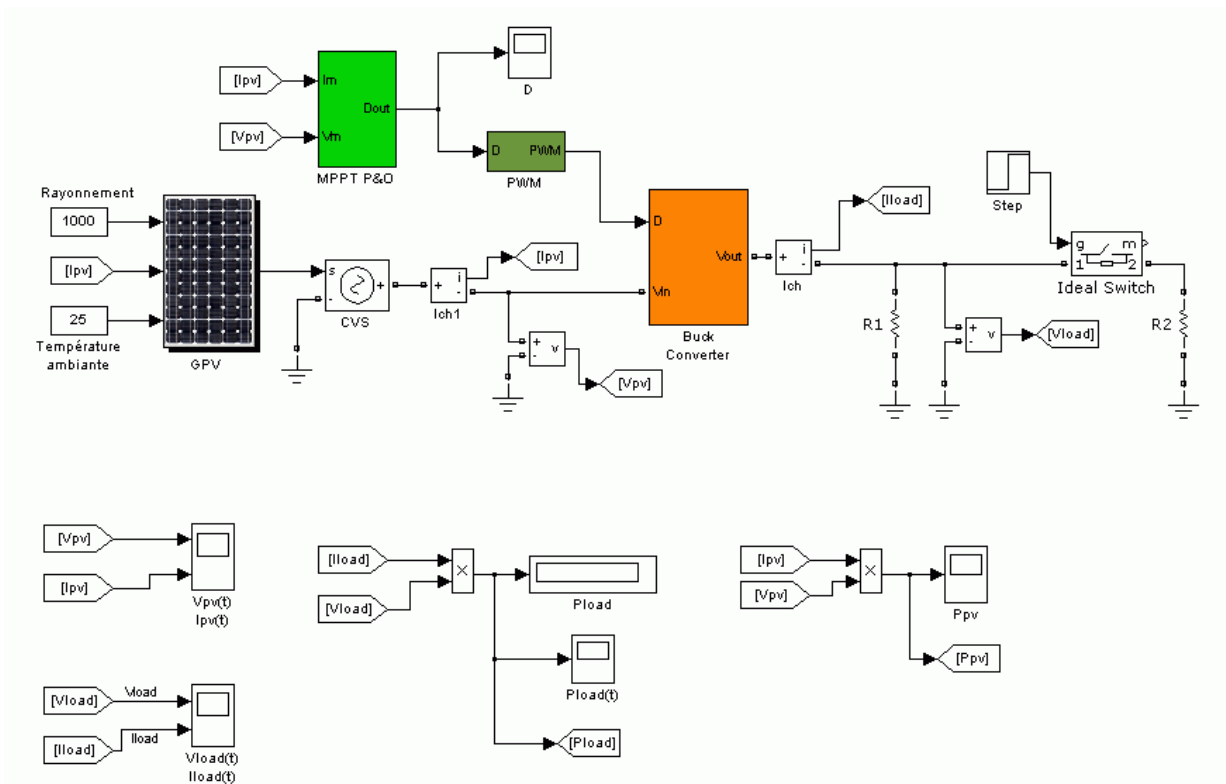 [Ipv]
Im
Dout
[Vpv]
Vm
MPPT P&O
D
D
PWM
PWM
Rayonnement
1000
[Ipv]
25
Température
ambiante
GPV
s
+
-
CVS
i
+
-
Ich1
[Ipv]
+
-
v
[Vpv]
D
Vout
Vin
Buck
Converter
i
+
-
Ich
[Iload]
Step
g
m
1
2
Ideal Switch
R1
+
-
v
[Vload]
R2
[Vpv]
[Ipv]
Vpv(t)
Ipv(t)
[Iload]
[Vload]
×
Pload
Pload(t)
[Pload]
[Ipv]
[Vpv]
×
Ppv
[Ppv]
[Vload]
Vload
[Iload]
Iload
Vload(t)
Iload(t)